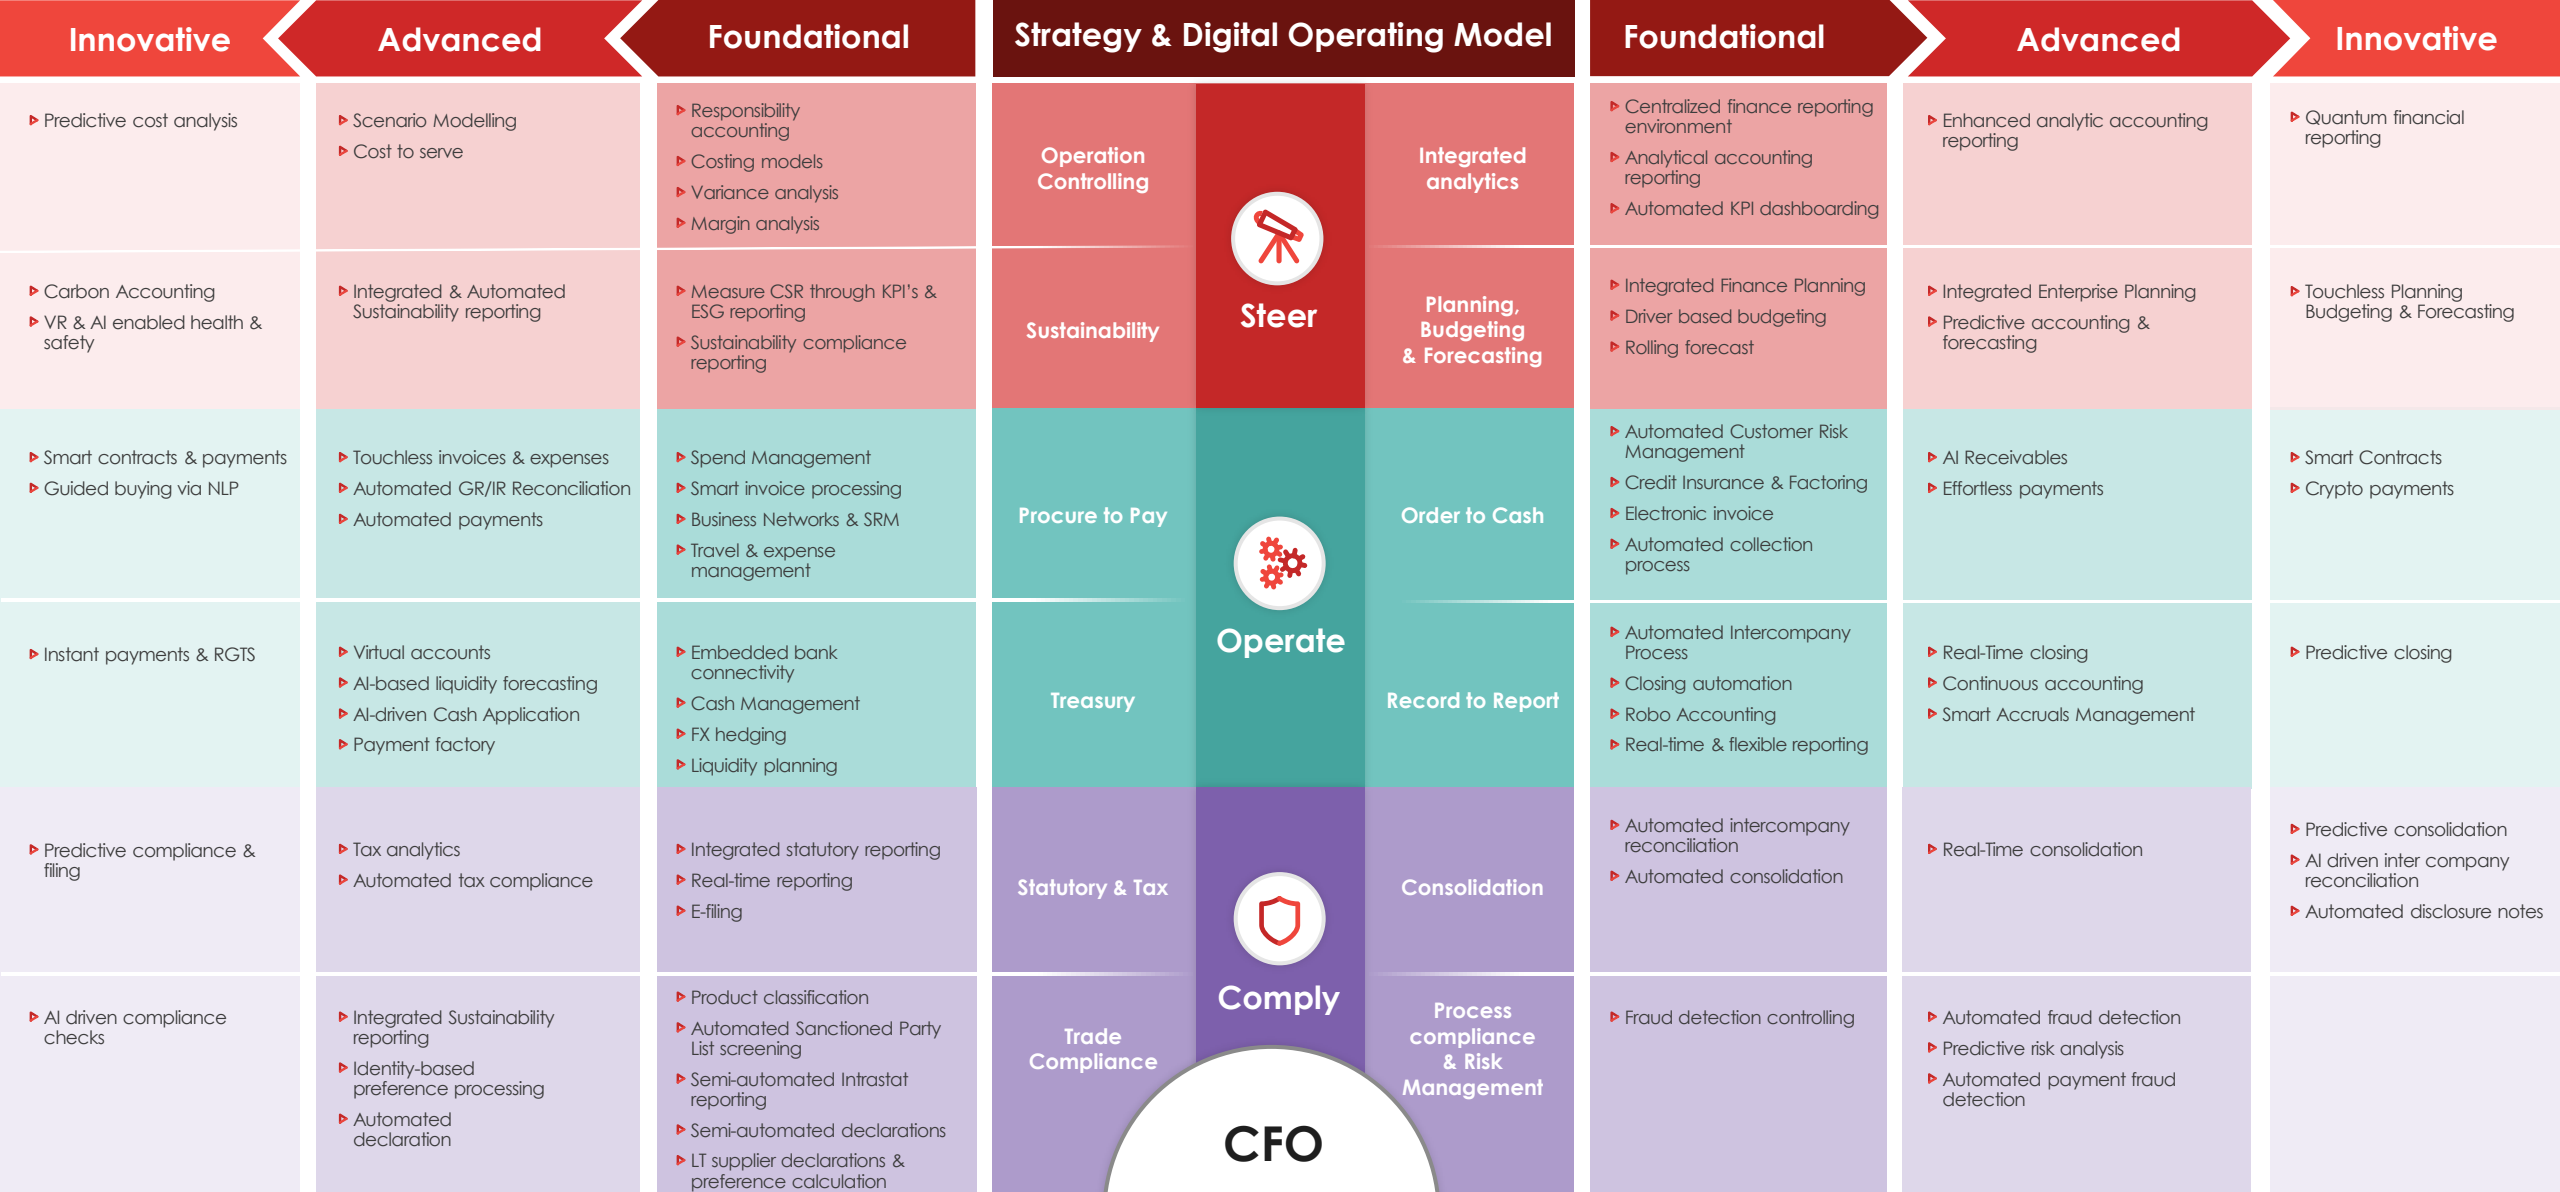 Innovative
Advanced
Foundational
Strategy & Digital Operating Model
Foundational
Advanced
Innovative
Predictive cost analysis
Scenario Modelling
Cost to serve
Responsibility
accounting
Costing models
Variance analysis
Margin analysis
Operation
Controlling
Integrated
analytics
Centralized finance reporting
environment
Analytical accounting
reporting
Automated KPI dashboarding
Enhanced analytic accounting
reporting
Quantum financial
reporting
Steer
Carbon Accounting
VR & AI enabled health &
safety
Integrated & Automated
Sustainability reporting
Measure CSR through KPI's &
ESG reporting
Sustainability compliance
reporting
Sustainability
Planning,
Budgeting
& Forecasting
Integrated Finance Planning
Driver based budgeting
Rolling forecast
Integrated Enterprise Planning
Predictive accounting &
forecasting
Touchless Planning
Budgeting & Forecasting
Smart contracts & payments
Guided buying via NLP
Touchless invoices & expenses
Automated GR/IR Reconciliation
Automated payments
Spend Management
Smart invoice processing
Business Networks & SRM
Travel & expense
management
Procure to Pay
Order to Cash
Automated Customer Risk
Management
Credit Insurance & Factoring
Electronic invoice
Automated collection
process
AI Receivables
Effortless payments
Smart Contracts
Crypto payments
Operate
Instant payments & RGTS
Virtual accounts
AI-based liquidity forecasting
AI-driven Cash Application
Payment factory
Embedded bank
connectivity
Cash Management
FX hedging
Liquidity planning
Treasury
Record to Report
Automated Intercompany
Process
Closing automation
Robo Accounting
Real-time & flexible reporting
Real-Time closing
Continuous accounting
Smart Accruals Management
Predictive closing
Predictive compliance &
filing
Tax analytics
Automated tax compliance
Integrated statutory reporting
Real-time reporting
E-filing
Statutory & Tax
Consolidation
Automated intercompany
reconciliation
Automated consolidation
Real-Time consolidation
Predictive consolidation
AI driven inter company
reconciliation
Automated disclosure notes
Comply
AI driven compliance
checks
Integrated Sustainability
reporting
Identity-based
preference processing
Automated
declaration
Product classification
Automated Sanctioned Party
List screening
Semi-automated Intrastat
reporting
Semi-automated declarations
LT supplier declarations &
preference calculation
Trade
Compliance
Process
compliance
& Risk
Management
Fraud detection controlling
Automated fraud detection
Predictive risk analysis
Automated payment fraud
detection
CFO